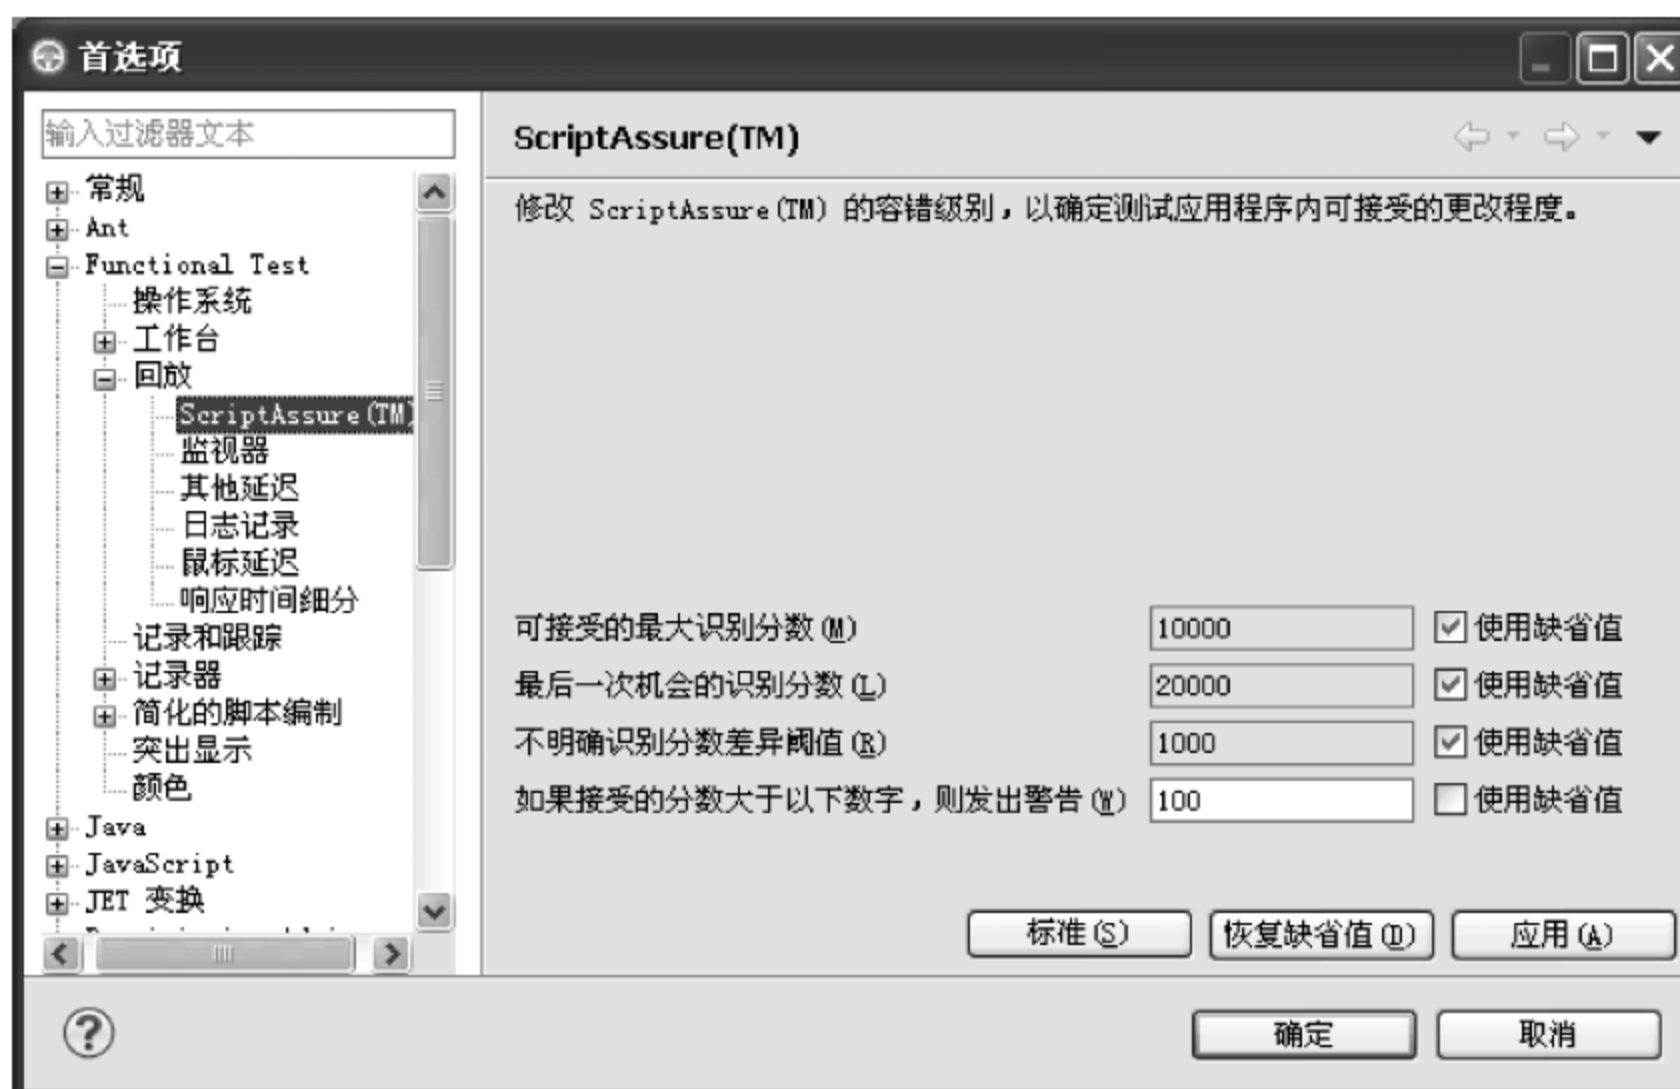 首选项
输入过滤器文本
常规
Ant
Functional Test
操作系统
工作台
回放
ScriptAssure(TM)
监视器
其他延迟
日志记录
鼠标延迟
响应时间细分
记录和跟踪
记录器
简化的脚本编制
突出显示
颜色
Java
JavaScript
JET 变换
ScriptAssure(TM)
修改 ScriptAssure(TM) 的容错级别，以确定测试应用程序内可接受的更改程度。
可接受的最大识别分数(M) 10000 使用缺省值
最后一次机会的识别分数(L) 20000 使用缺省值
不明确识别分数差异阈值(R) 1000 使用缺省值
如果接受的分数大于以下数字，则发出警告(W) 100 使用缺省值
标准(S) 恢复缺省值(D) 应用(A)
确定 取消